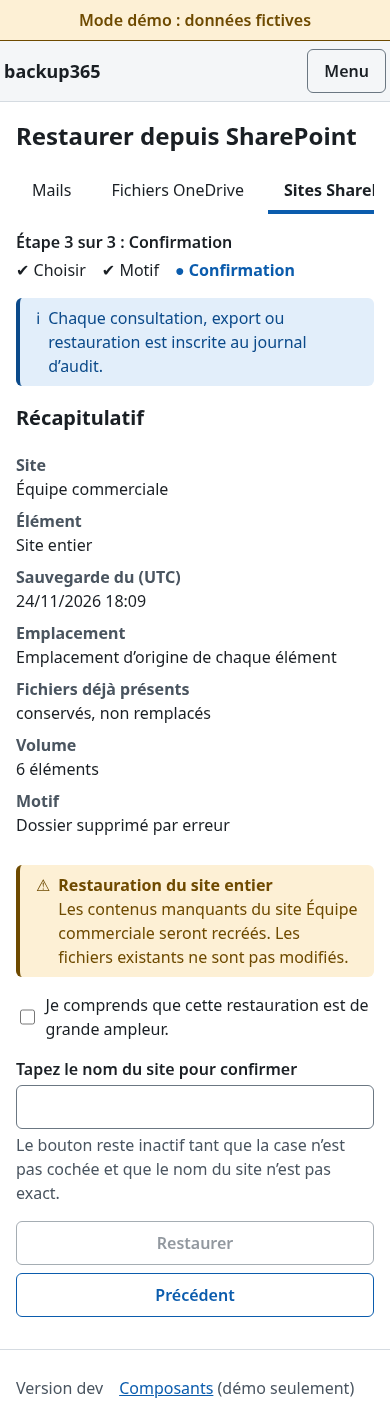 Mode démo : données fictives
backup365
Menu
Restaurer depuis SharePoint
Mails Fichiers OneDrive Sites Share
Étape 3 sur 3 : Confirmation
✔ Choisir ✔ Motif ● Confirmation
i Chaque consultation, export ou
restauration est inscrite au journal
d’audit.
Récapitulatif
Site
Équipe commerciale
Élément
Site entier
Sauvegarde du (UTC)
24/11/2026 18:09
Emplacement
Emplacement d’origine de chaque élément
Fichiers déjà présents
conservés, non remplacés
Volume
6 éléments
Motif
Dossier supprimé par erreur
⚠ Restauration du site entier
Les contenus manquants du site Équipe
commerciale seront recréés. Les
fichiers existants ne sont pas modifiés.
Je comprends que cette restauration est de
grande ampleur.
Tapez le nom du site pour confirmer
Le bouton reste inactif tant que la case n’est
pas cochée et que le nom du site n’est pas
exact.
Restaurer
Précédent
Version dev Composants (démo seulement)